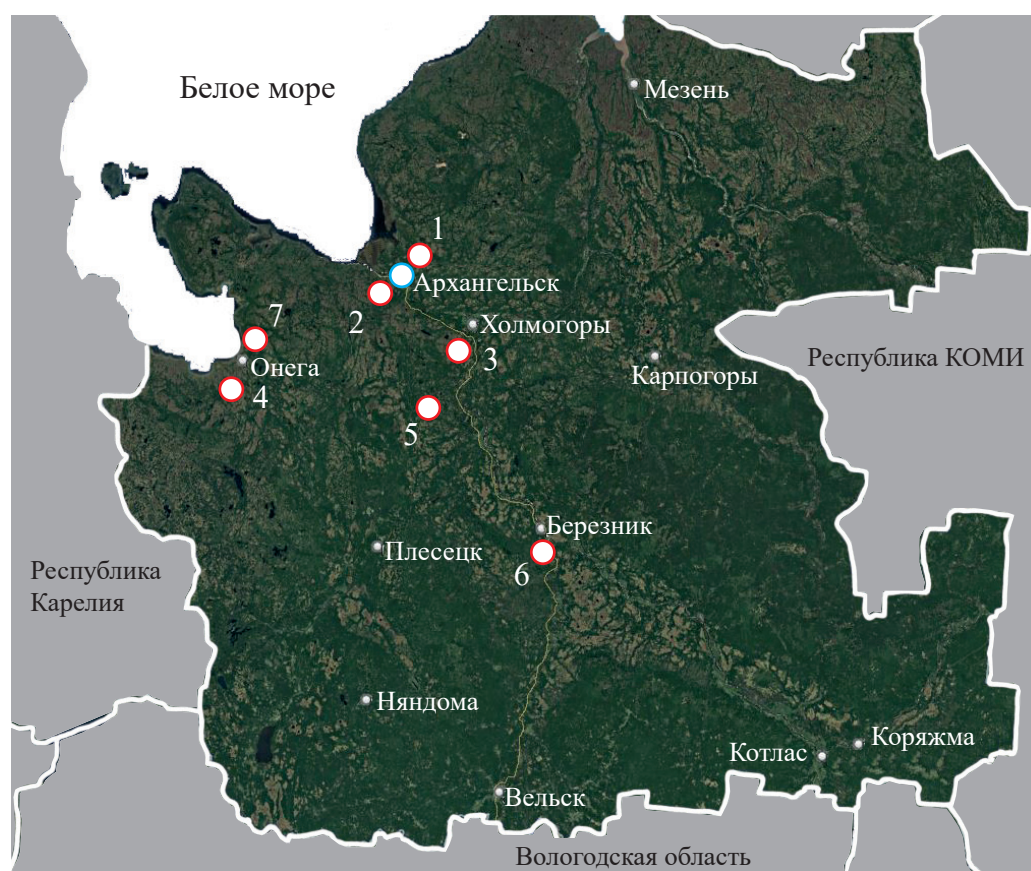 Белое море
Мезень
1
Архангельск
2
Холмогоры
7
3
Республика КОМИ
Онега
Карпогоры
4
5
Березник
Плесецк
6
Республика
Карелия
Няндома
Коряжма
Котлас
Вельск
Вологодская область